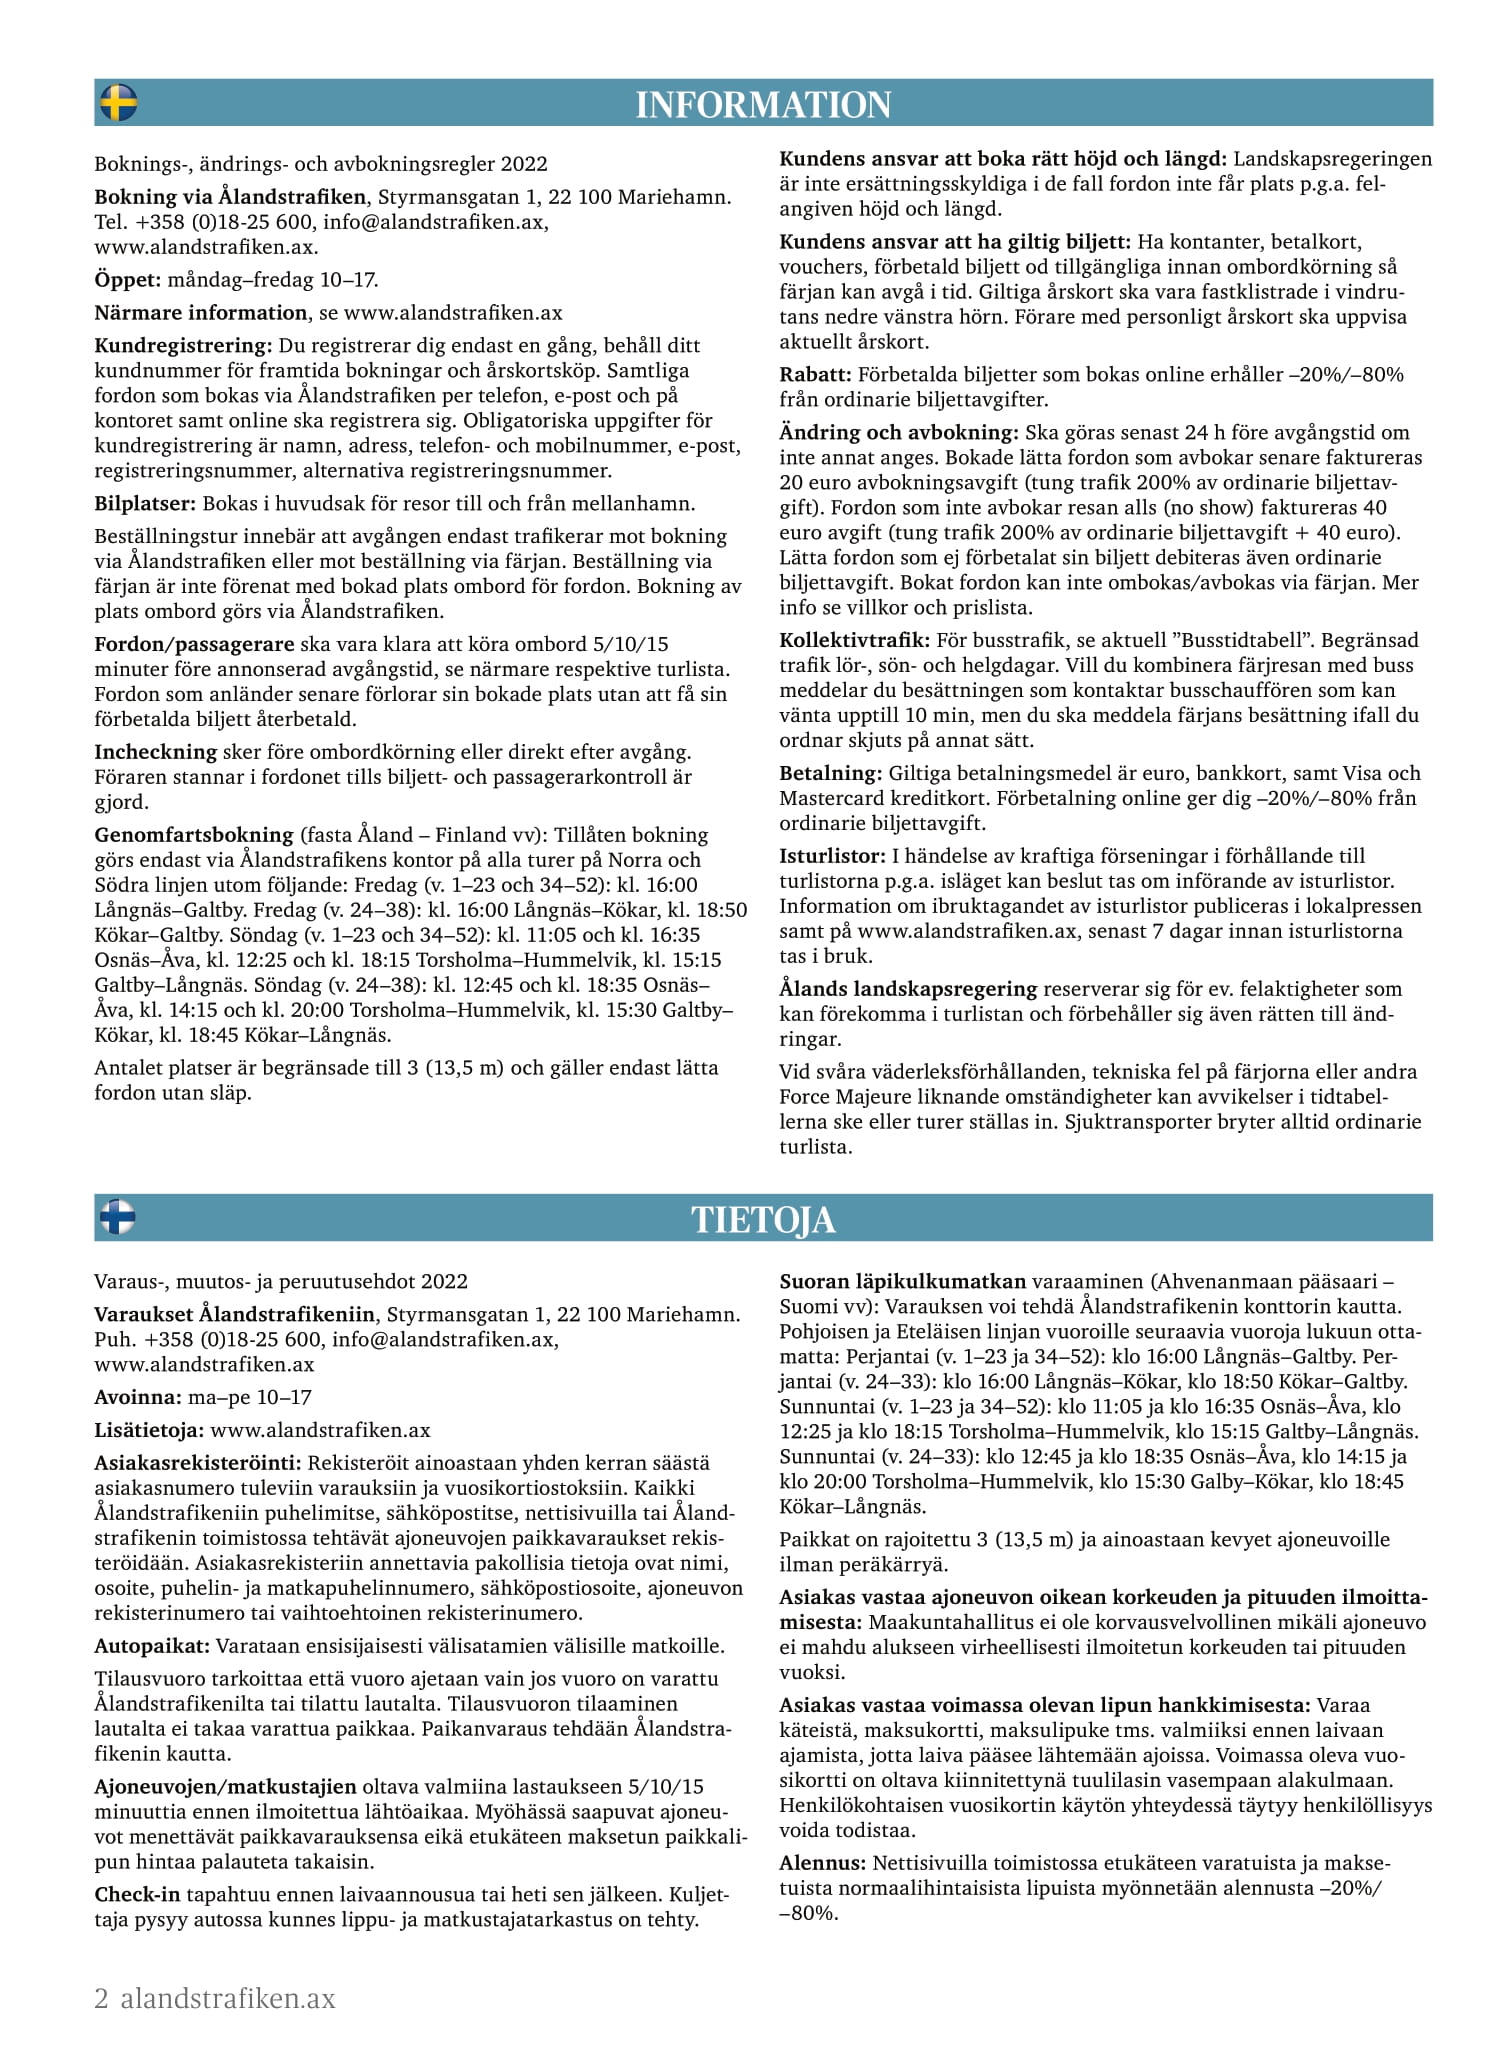 INFORMATION
Boknings-, ändrings- och avbokningsregler 2022
Bokning via Ålandstrafiken, Styrmansgatan 1, 22 100 Mariehamn.
Tel. +358 (0)18-25 600, info@alandstrafiken.ax,
www.alandstrafiken.ax.
Öppet: måndag–fredag 10–17.
Närmare information, se www.alandstrafiken.ax
Kundregistrering: Du registrerar dig endast en gång, behåll ditt
kundnummer för framtida bokningar och årskortsköp. Samtliga
fordon som bokas via Ålandstrafiken per telefon, e-post och på
kontoret samt online ska registrera sig. Obligatoriska uppgifter för
kundregistrering är namn, adress, telefon- och mobilnummer, e-post,
registreringsnummer, alternativa registreringsnummer.
Bilplatser: Bokas i huvudsak för resor till och från mellanhamn.
Beställningstur innebär att avgången endast trafikerar mot bokning
via Ålandstrafiken eller mot beställning via färjan. Beställning via
färjan är inte förenat med bokad plats ombord för fordon. Bokning av
plats ombord görs via Ålandstrafiken.
Fordon/passagerare ska vara klara att köra ombord 5/10/15
minuter före annonserad avgångstid, se närmare respektive turlista.
Fordon som anländer senare förlorar sin bokade plats utan att få sin
förbetalda biljett återbetald.
Incheckning sker före ombordkörning eller direkt efter avgång.
Föraren stannar i fordonet tills biljett- och passagerarkontroll är
gjord.
Genomfartsbokning (fasta Åland – Finland vv): Tillåten bokning
görs endast via Ålandstrafikens kontor på alla turer på Norra och
Södra linjen utom följande: Fredag (v. 1–23 och 34–52): kl. 16:00
Långnäs–Galtby. Fredag (v. 24–38): kl. 16:00 Långnäs–Kökar, kl. 18:50
Kökar–Galtby. Söndag (v. 1–23 och 34–52): kl. 11:05 och kl. 16:35
Osnäs–Åva, kl. 12:25 och kl. 18:15 Torsholma–Hummelvik, kl. 15:15
Galtby–Långnäs. Söndag (v. 24–38): kl. 12:45 och kl. 18:35 Osnäs–
Åva, kl. 14:15 och kl. 20:00 Torsholma–Hummelvik, kl. 15:30 Galtby–
Kökar, kl. 18:45 Kökar–Långnäs.
Antalet platser är begränsade till 3 (13,5 m) och gäller endast lätta
fordon utan släp.
Kundens ansvar att boka rätt höjd och längd: Landskapsregeringen
är inte ersättningsskyldiga i de fall fordon inte får plats p.g.a. fel-
angiven höjd och längd.
Kundens ansvar att ha giltig biljett: Ha kontanter, betalkort,
vouchers, förbetald biljett od tillgängliga innan ombordkörning så
färjan kan avgå i tid. Giltiga årskort ska vara fastklistrade i vindru-
tans nedre vänstra hörn. Förare med personligt årskort ska uppvisa
aktuellt årskort.
Rabatt: Förbetalda biljetter som bokas online erhåller –20%/–80%
från ordinarie biljettavgifter.
Ändring och avbokning: Ska göras senast 24 h före avgångstid om
inte annat anges. Bokade lätta fordon som avbokar senare faktureras
20 euro avbokningsavgift (tung trafik 200% av ordinarie biljettav-
gift). Fordon som inte avbokar resan alls (no show) faktureras 40
euro avgift (tung trafik 200% av ordinarie biljettavgift + 40 euro).
Lätta fordon som ej förbetalat sin biljett debiteras även ordinarie
biljettavgift. Bokat fordon kan inte ombokas/avbokas via färjan. Mer
info se villkor och prislista.
Kollektivtrafik: För busstrafik, se aktuell ”Busstidtabell”. Begränsad
trafik lör-, sön- och helgdagar. Vill du kombinera färjresan med buss
meddelar du besättningen som kontaktar busschauffören som kan
vänta upptill 10 min, men du ska meddela färjans besättning ifall du
ordnar skjuts på annat sätt.
Betalning: Giltiga betalningsmedel är euro, bankkort, samt Visa och
Mastercard kreditkort. Förbetalning online ger dig –20%/–80% från
ordinarie biljettavgift.
Isturlistor: I händelse av kraftiga förseningar i förhållande till
turlistorna p.g.a. isläget kan beslut tas om införande av isturlistor.
Information om ibruktagandet av isturlistor publiceras i lokalpressen
samt på www.alandstrafiken.ax, senast 7 dagar innan isturlistorna
tas i bruk.
Ålands landskapsregering reserverar sig för ev. felaktigheter som
kan förekomma i turlistan och förbehåller sig även rätten till änd-
ringar.
Vid svåra väderleksförhållanden, tekniska fel på färjorna eller andra
Force Majeure liknande omständigheter kan avvikelser i tidtabel-
lerna ske eller turer ställas in. Sjuktransporter bryter alltid ordinarie
turlista.
TIETOJA
Varaus-, muutos- ja peruutusehdot 2022
Varaukset Ålandstrafikeniin, Styrmansgatan 1, 22 100 Mariehamn.
Puh. +358 (0)18-25 600, info@alandstrafiken.ax,
www.alandstrafiken.ax
Avoinna: ma–pe 10–17
Lisätietoja: www.alandstrafiken.ax
Asiakasrekisteröinti: Rekisteröit ainoastaan yhden kerran säästä
asiakasnumero tuleviin varauksiin ja vuosikortiostoksiin. Kaikki
Ålandstrafikeniin puhelimitse, sähköpostitse, nettisivuilla tai Åland-
strafikenin toimistossa tehtävät ajoneuvojen paikkavaraukset rekis-
teröidään. Asiakasrekisteriin annettavia pakollisia tietoja ovat nimi,
osoite, puhelin- ja matkapuhelinnumero, sähköpostiosoite, ajoneuvon
rekisterinumero tai vaihtoehtoinen rekisterinumero.
Autopaikat: Varataan ensisijaisesti välisatamien välisille matkoille.
Tilausvuoro tarkoittaa että vuoro ajetaan vain jos vuoro on varattu
Ålandstrafikenilta tai tilattu lautalta. Tilausvuoron tilaaminen
lautalta ei takaa varattua paikkaa. Paikanvaraus tehdään Ålandstra-
fikenin kautta.
Ajoneuvojen/matkustajien oltava valmiina lastaukseen 5/10/15
minuuttia ennen ilmoitettua lähtöaikaa. Myöhässä saapuvat ajoneu-
vot menettävät paikkavarauksensa eikä etukäteen maksetun paikkali-
pun hintaa palauteta takaisin.
Check-in tapahtuu ennen laivaannousua tai heti sen jälkeen. Kuljet-
taja pysyy autossa kunnes lippu- ja matkustajatarkastus on tehty.
Suoran läpikulkumatkan varaaminen (Ahvenanmaan pääsaari –
Suomi vv): Varauksen voi tehdä Ålandstrafikenin konttorin kautta.
Pohjoisen ja Eteläisen linjan vuoroille seuraavia vuoroja lukuun otta-
matta: Perjantai (v. 1–23 ja 34–52): klo 16:00 Långnäs–Galtby. Per-
jantai (v. 24–33): klo 16:00 Långnäs–Kökar, klo 18:50 Kökar–Galtby.
Sunnuntai (v. 1–23 ja 34–52): klo 11:05 ja klo 16:35 Osnäs–Åva, klo
12:25 ja klo 18:15 Torsholma–Hummelvik, klo 15:15 Galtby–Långnäs.
Sunnuntai (v. 24–33): klo 12:45 ja klo 18:35 Osnäs–Åva, klo 14:15 ja
klo 20:00 Torsholma–Hummelvik, klo 15:30 Galby–Kökar, klo 18:45
Kökar–Långnäs.
Paikkat on rajoitettu 3 (13,5 m) ja ainoastaan kevyet ajoneuvoille
ilman peräkärryä.
Asiakas vastaa ajoneuvon oikean korkeuden ja pituuden ilmoitta-
misesta: Maakuntahallitus ei ole korvausvelvollinen mikäli ajoneuvo
ei mahdu alukseen virheellisesti ilmoitetun korkeuden tai pituuden
vuoksi.
Asiakas vastaa voimassa olevan lipun hankkimisesta: Varaa
käteistä, maksukortti, maksulipuke tms. valmiiksi ennen laivaan
ajamista, jotta laiva pääsee lähtemään ajoissa. Voimassa oleva vuo-
sikortti on oltava kiinnitettynä tuulilasin vasempaan alakulmaan.
Henkilökohtaisen vuosikortin käytön yhteydessä täytyy henkilöllisyys
voida todistaa.
Alennus: Nettisivuilla toimistossa etukäteen varatuista ja makse-
tuista normaalihintaisista lipuista myönnetään alennusta –20%/
–80%.
2 alandstrafiken.ax